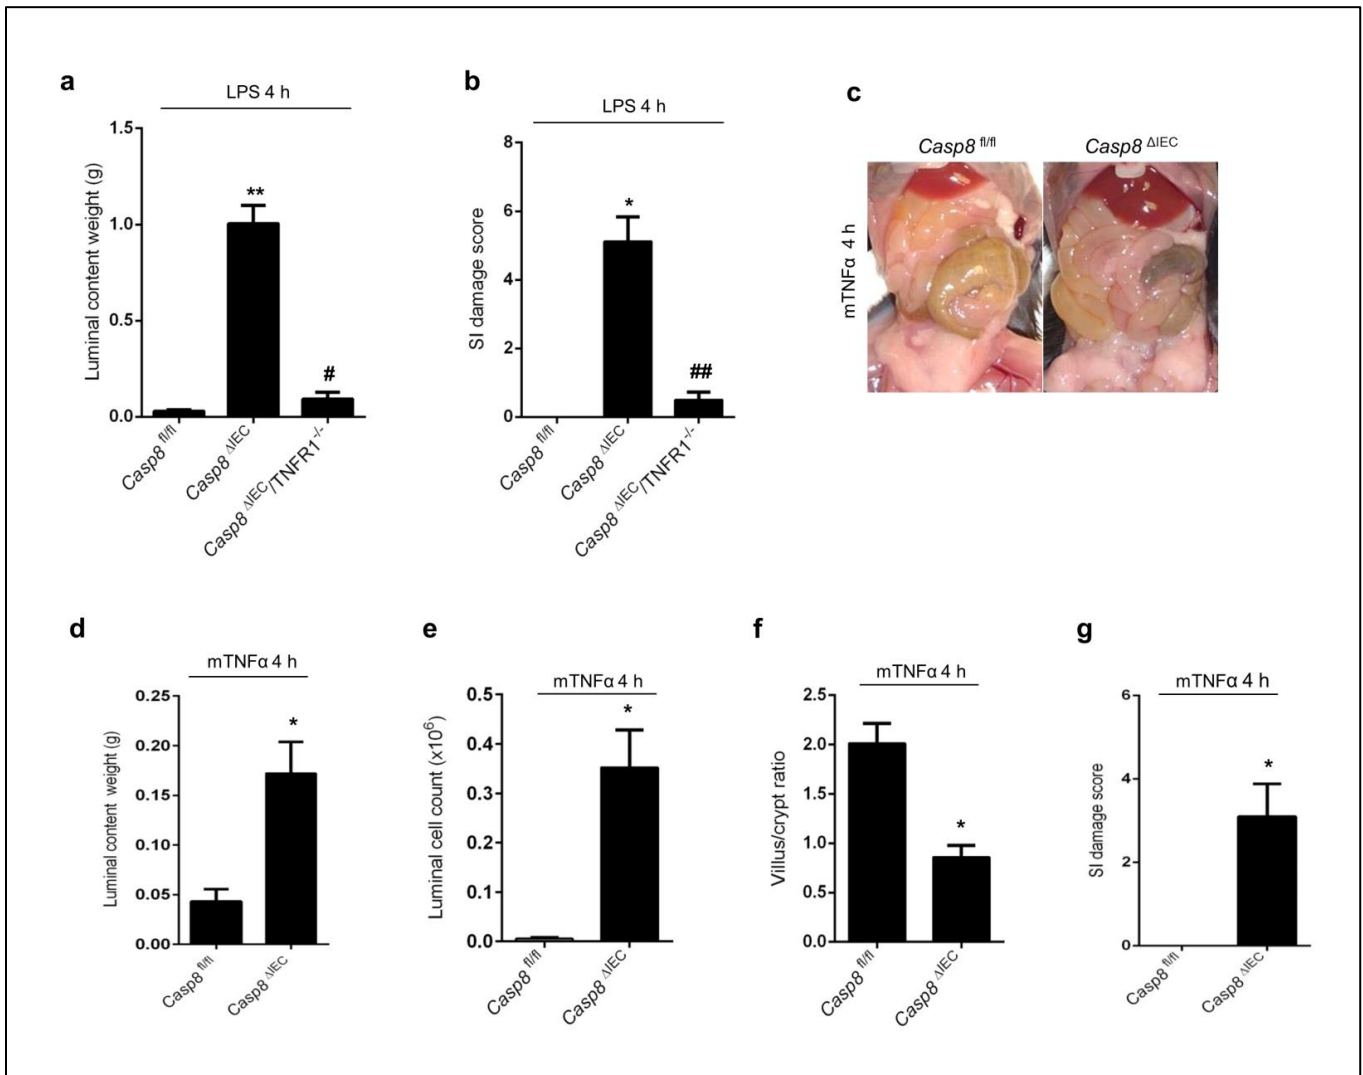 a
LPS 4 h
Luminal content weight (g)
1.5
1.0
0.5
0.0
**
#
Casp8 fl/fl
Casp8 ΔIEC
Casp8 ΔIEC/TNFR1-/-
b
LPS 4 h
SI damage score
8
6
4
2
0
*
##
Casp8 fl/fl
Casp8 ΔIEC
Casp8 ΔIEC/TNFR1-/-
c
Casp8 fl/fl
Casp8 ΔIEC
mTNFα 4 h
d
mTNFα 4 h
Luminal content weight (g)
0.25
0.20
0.15
0.10
0.05
0.00
*
Casp8 fl/fl
Casp8 ΔIEC
e
mTNFα 4 h
Luminal cell count (x10⁶)
0.5
0.4
0.3
0.2
0.1
0.0
*
Casp8 fl/fl
Casp8 ΔIEC
f
mTNFα 4 h
Villus/crypt ratio
2.5
2.0
1.5
1.0
0.5
0.0
*
Casp8 fl/fl
Casp8 ΔIEC
g
mTNFα 4 h
SI damage score
6
4
2
0
*
Casp8 fl/fl
Casp8 ΔIEC